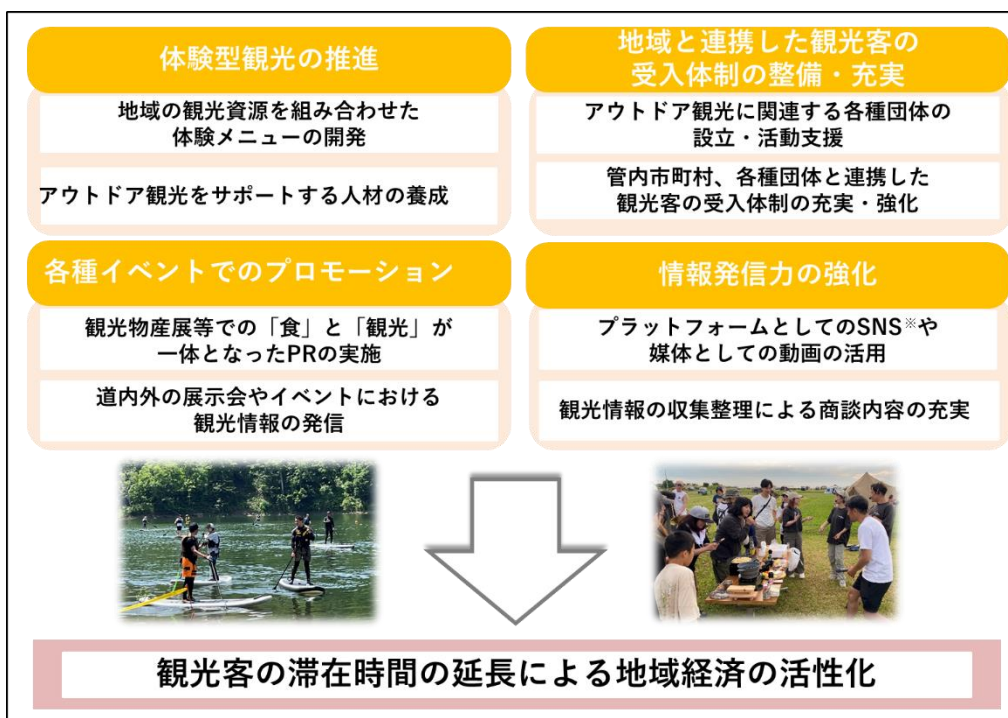 体験型観光の推進
地域の観光資源を組み合わせた
体験メニューの開発
アウトドア観光をサポートする人材の養成
地域と連携した観光客の
受入体制の整備・充実
アウトドア観光に関連する各種団体の
設立・活動支援
管内市町村、各種団体と連携した
観光客の受入体制の充実・強化
各種イベントでのプロモーション
観光物産展等での「食」と「観光」が
一体となったPRの実施
道内外の展示会やイベントにおける
観光情報の発信
情報発信力の強化
プラットフォームとしてのSNS※や
媒体としての動画の活用
観光情報の収集整理による商談内容の充実
観光客の滞在時間の延長による地域経済の活性化